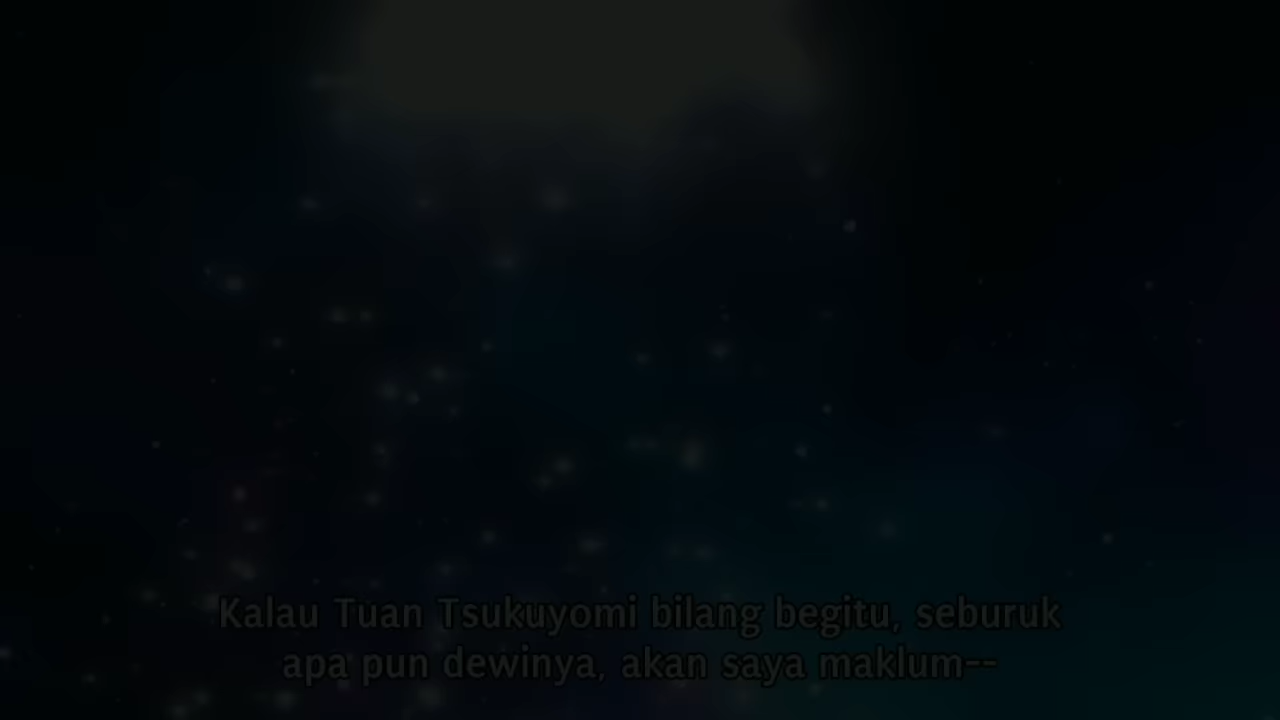 Kalau Tuan Tsukuyomi bilang begitu, seburuk
apa pun dewinya, akan saya maklum--